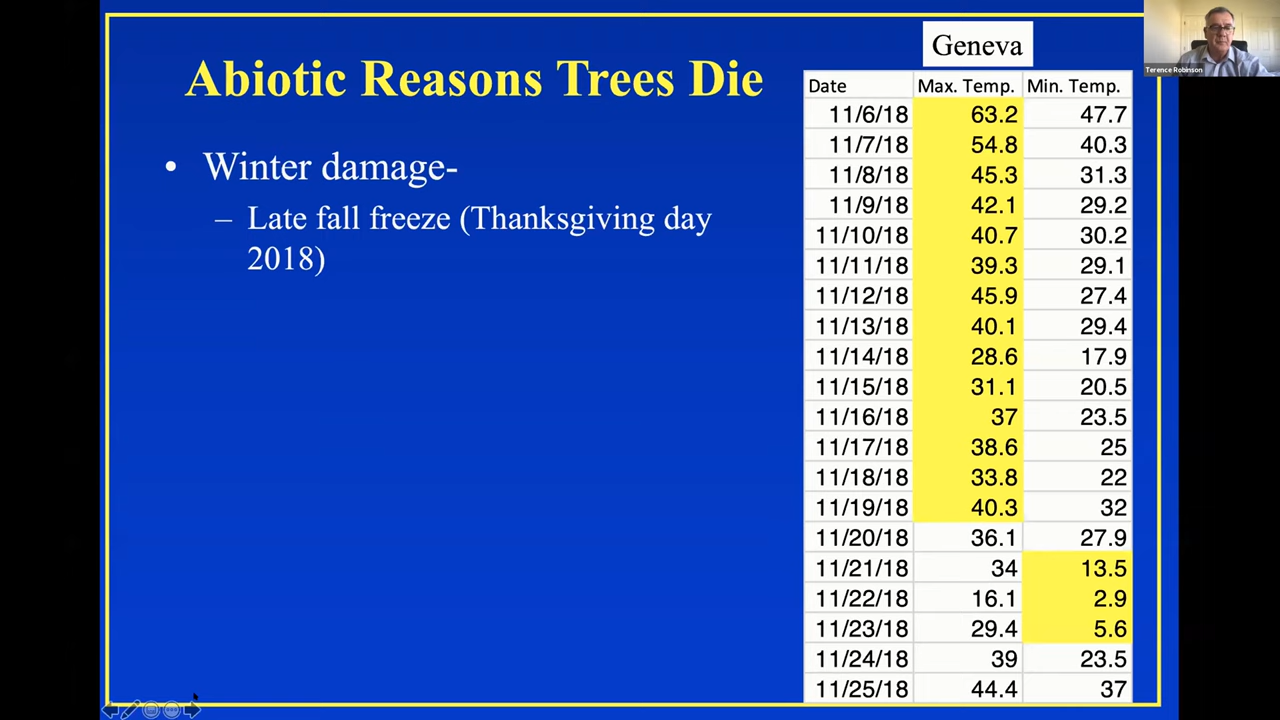 Abiotic Reasons Trees Die
• Winter damage-
– Late fall freeze (Thanksgiving day
2018)
Geneva
Date Max. Temp. Min. Temp.
11/6/18 63.2 47.7
11/7/18 54.8 40.3
11/8/18 45.3 31.3
11/9/18 42.1 29.2
11/10/18 40.7 30.2
11/11/18 39.3 29.1
11/12/18 45.9 27.4
11/13/18 40.1 29.4
11/14/18 28.6 17.9
11/15/18 31.1 20.5
11/16/18 37 23.5
11/17/18 38.6 25
11/18/18 33.8 22
11/19/18 40.3 32
11/20/18 36.1 27.9
11/21/18 34 13.5
11/22/18 16.1 2.9
11/23/18 29.4 5.6
11/24/18 39 23.5
11/25/18 44.4 37
Terence Robinson